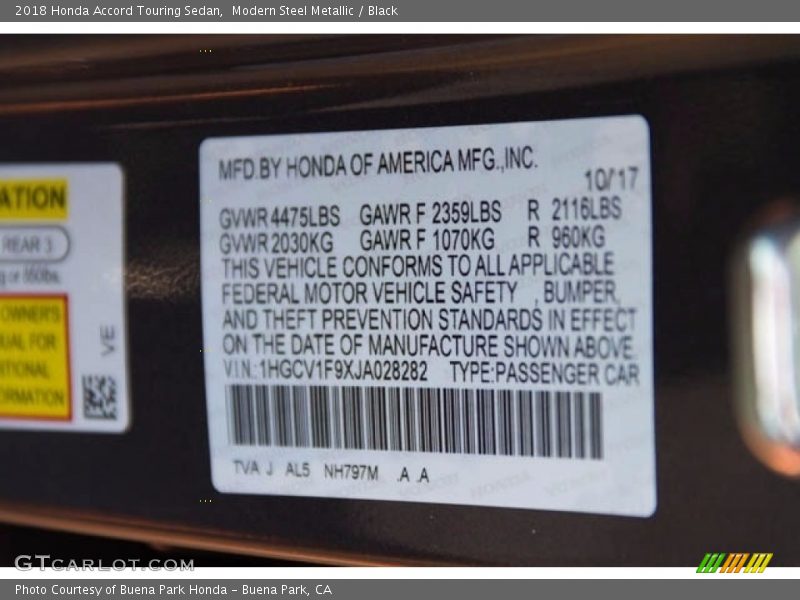 2018 Honda Accord Touring Sedan,  Modern Steel Metallic / Black
MFD.BY HONDA OF AMERICA MFG.,INC.
10/17
GVWR 4475LBS GAWR F 2359LBS R 2116LBS
GVWR 2030KG GAWR F 1070KG R 960KG
THIS VEHICLE CONFORMS TO ALL APPLICABLE
FEDERAL MOTOR VEHICLE SAFETY , BUMPER,
AND THEFT PREVENTION STANDARDS IN EFFECT
ON THE DATE OF MANUFACTURE SHOWN ABOVE.
V.I.N.:1HGCV1F9XJA028282 TYPE:PASSENGER CAR
TVA J AL5 NH797M .A .A
ATION
REAR 3
or 850lbs.
OWNER'S
UAL FOR
ITIONAL
ORMATION
VE
GTCARLOT.COM
Photo Courtesy of Buena Park Honda - Buena Park, CA